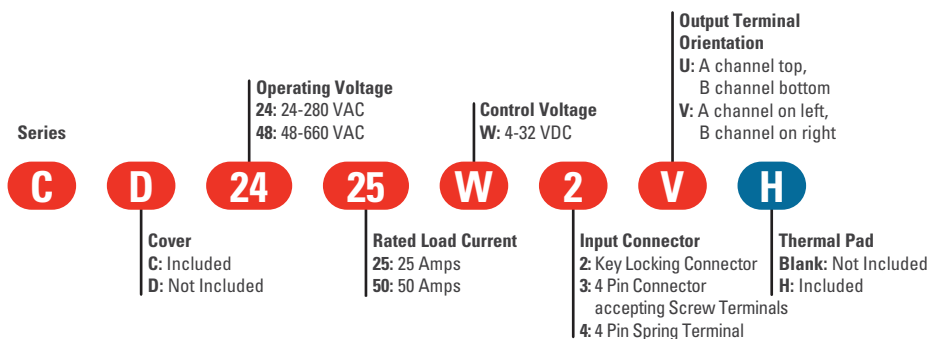 Output Terminal
Orientation
U: A channel top,
B channel bottom
V: A channel on left,
B channel on right
Operating Voltage
24: 24-280 VAC
48: 48-660 VAC
Control Voltage
W: 4-32 VDC
Series
C D 24 25 W 2 V H
Cover
C: Included
D: Not Included
Rated Load Current
25: 25 Amps
50: 50 Amps
Input Connector
2: Key Locking Connector
3: 4 Pin Connector
accepting Screw Terminals
4: 4 Pin Spring Terminal
Thermal Pad
Blank: Not Included
H: Included